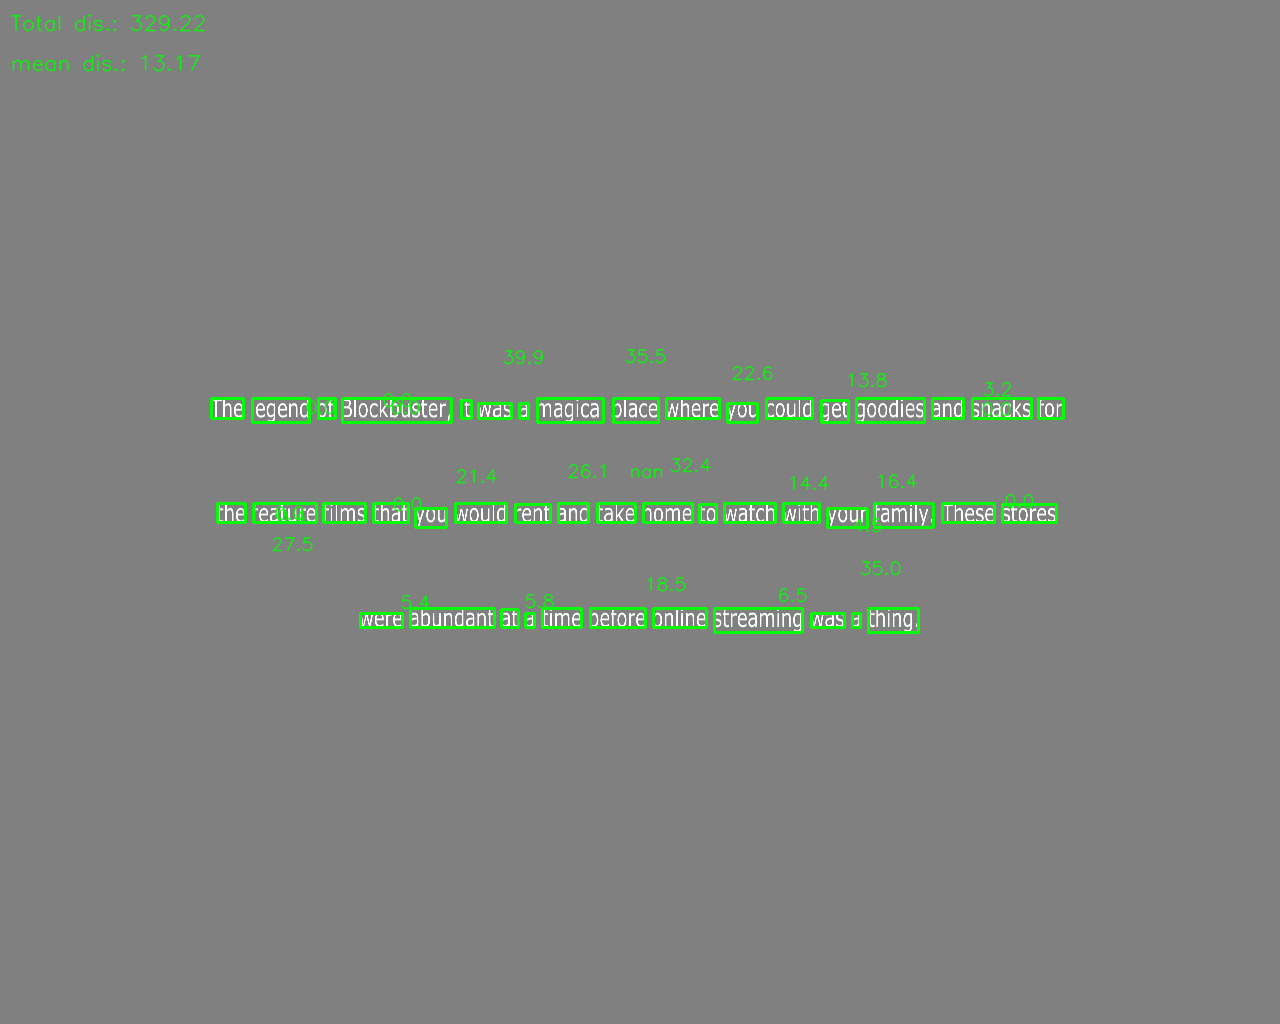 Total dis.: 329.22
mean dis.: 13.17
39.9 35.5 22.6 13.8 3.2
The legend of Blockbuster, it was a magical place where you could get goodies and snacks for
21.4 26.1 nan 32.4 14.4 16.4 0.0
the feature films that you would rent and take home to watch with your family. These stores
27.5 35.0
5.4 5.8 18.5 6.5
were abundant at a time before online streaming was a thing.